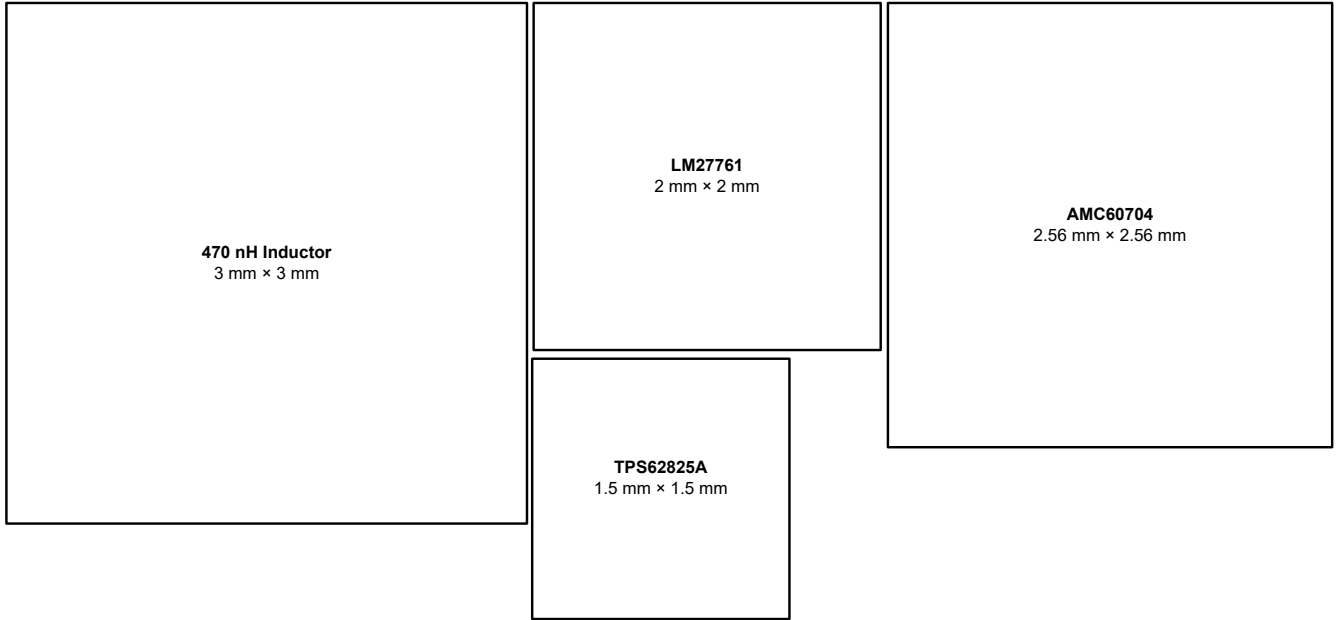 470 nH Inductor
3 mm × 3 mm
LM27761
2 mm × 2 mm
TPS62825A
1.5 mm × 1.5 mm
AMC60704
2.56 mm × 2.56 mm